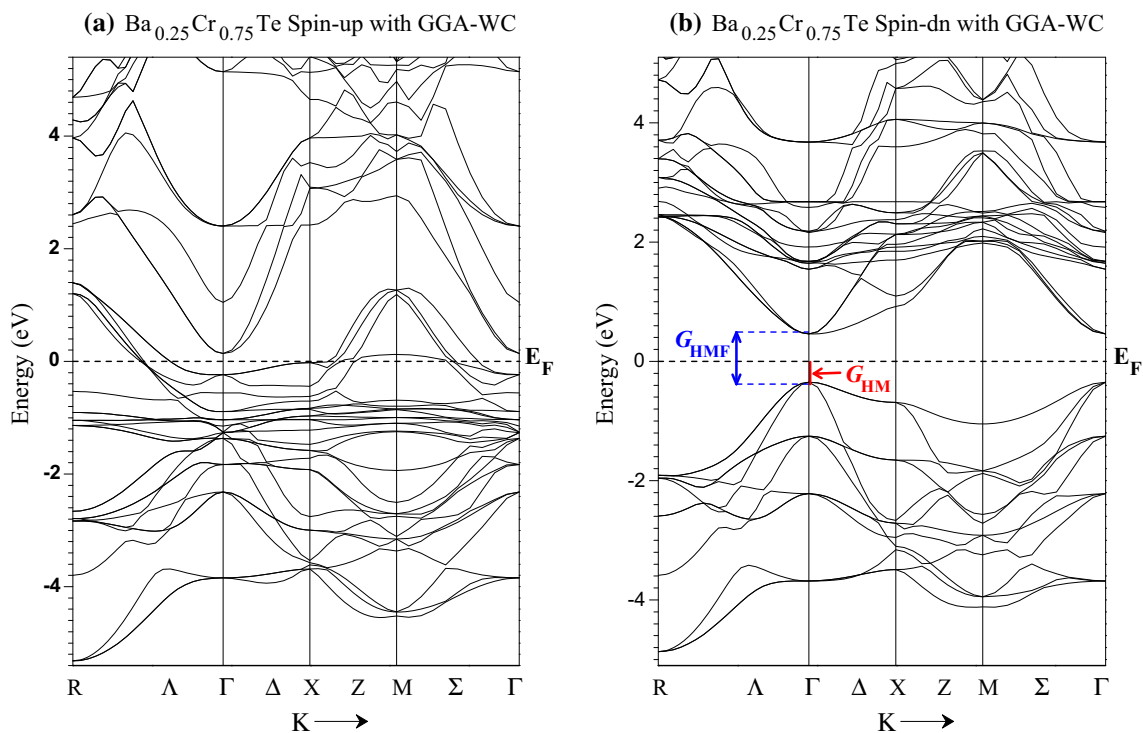 (a) Ba0.25Cr0.75Te Spin-up with GGA-WC
(b) Ba0.25Cr0.75Te Spin-dn with GGA-WC
Energy (eV)
4
2
0
-2
-4
EF
R Λ Γ Δ X Z M Σ Γ
K
Energy (eV)
4
2
0
-2
-4
GHMF
GHM
EF
R Λ Γ Δ X Z M Σ Γ
K